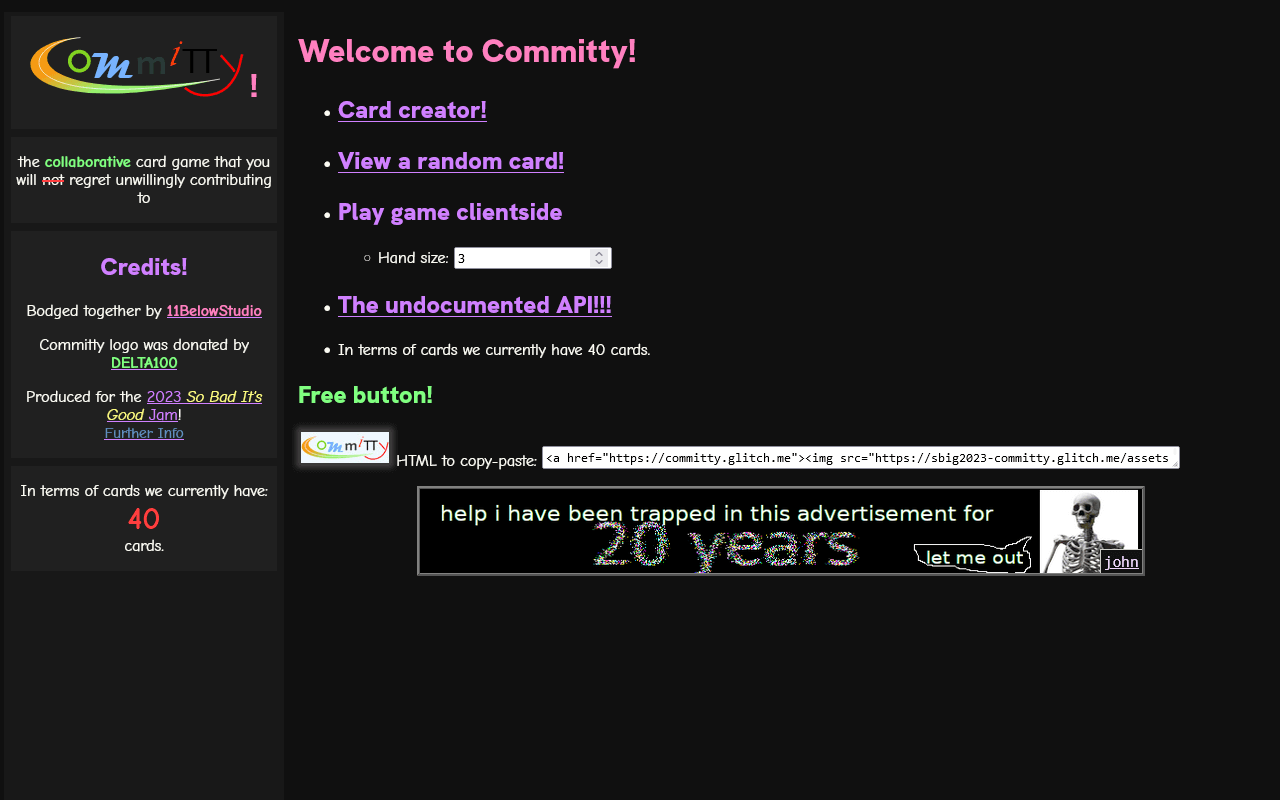 CommiTTy!
the collaborative card game that you
will not regret unwillingly contributing
to
Credits!
Bodged together by 11BelowStudio
Committy logo was donated by
DELTA100
Produced for the 2023 So Bad It's
Good Jam!
Further Info
In terms of cards we currently have:
40
cards.
Welcome to Committy!
Card creator!
View a random card!
Play game clientside
Hand size: 3
The undocumented API!!!
In terms of cards we currently have 40 cards.
Free button!
CommiTTy HTML to copy-paste: <a href="https://committy.glitch.me"><img src="https://sbig2023-committy.glitch.me/assets
help i have been trapped in this advertisement for
20 years
let me out
john